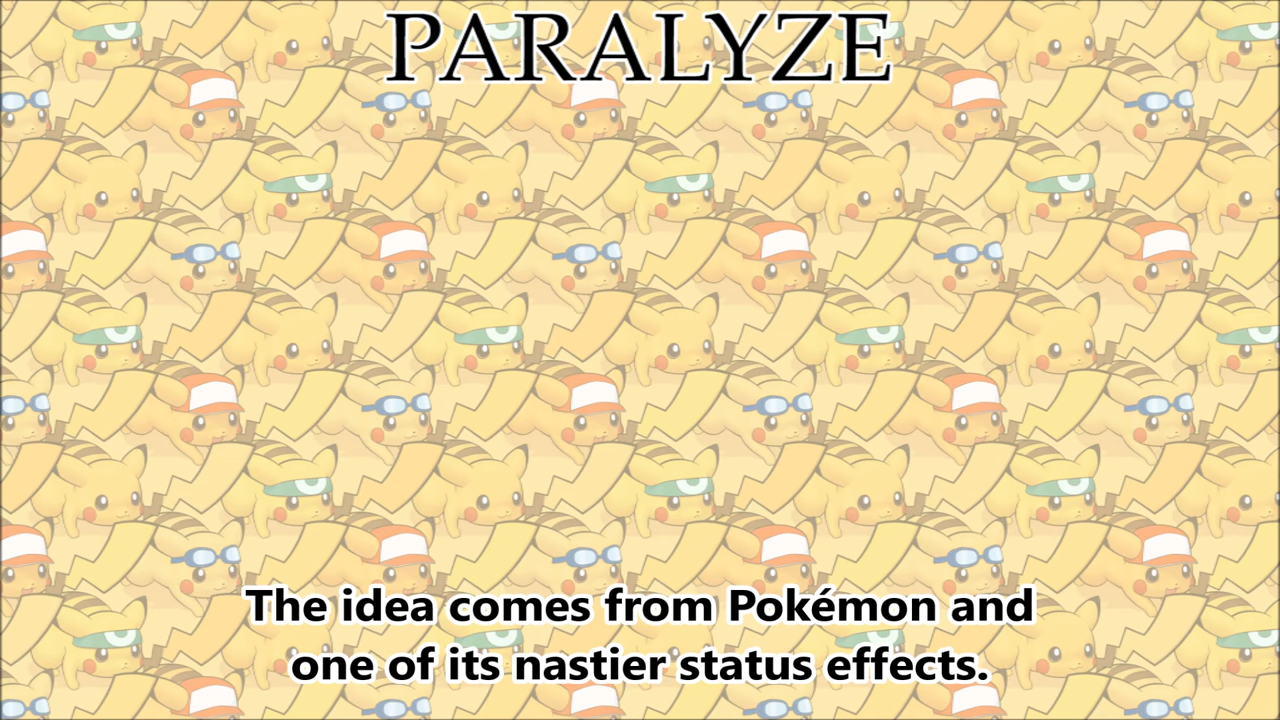 PARALYZE
The idea comes from Pokémon and
one of its nastier status effects.